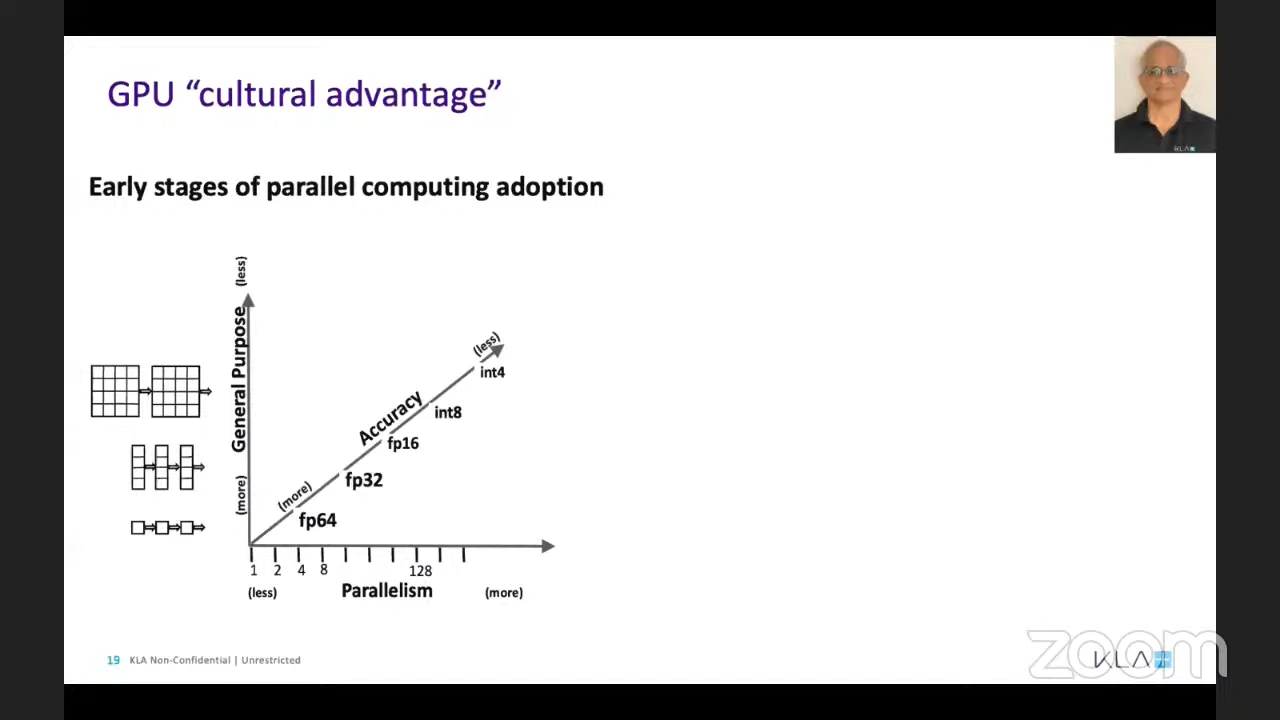 GPU “cultural advantage”
KLA
Early stages of parallel computing adoption
(less)
General Purpose
(more)
(less)
int4
Accuracy
int8
fp16
fp32
(more)
fp64
1 2 4 8 128
(less) Parallelism (more)
19 KLA Non-Confidential | Unrestricted
KLA
zoom